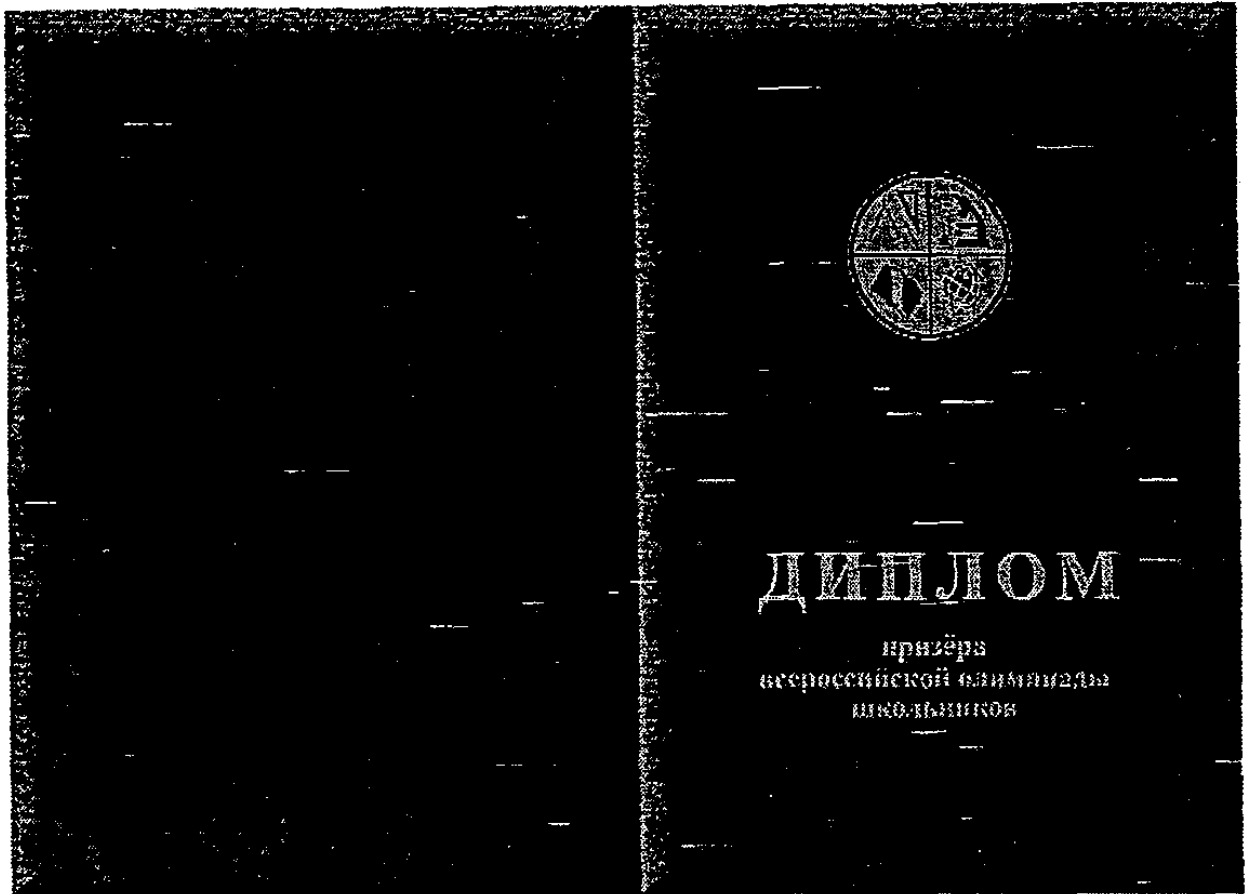 ДИПЛОМ
призёра
всероссийской олимпиады
школьников